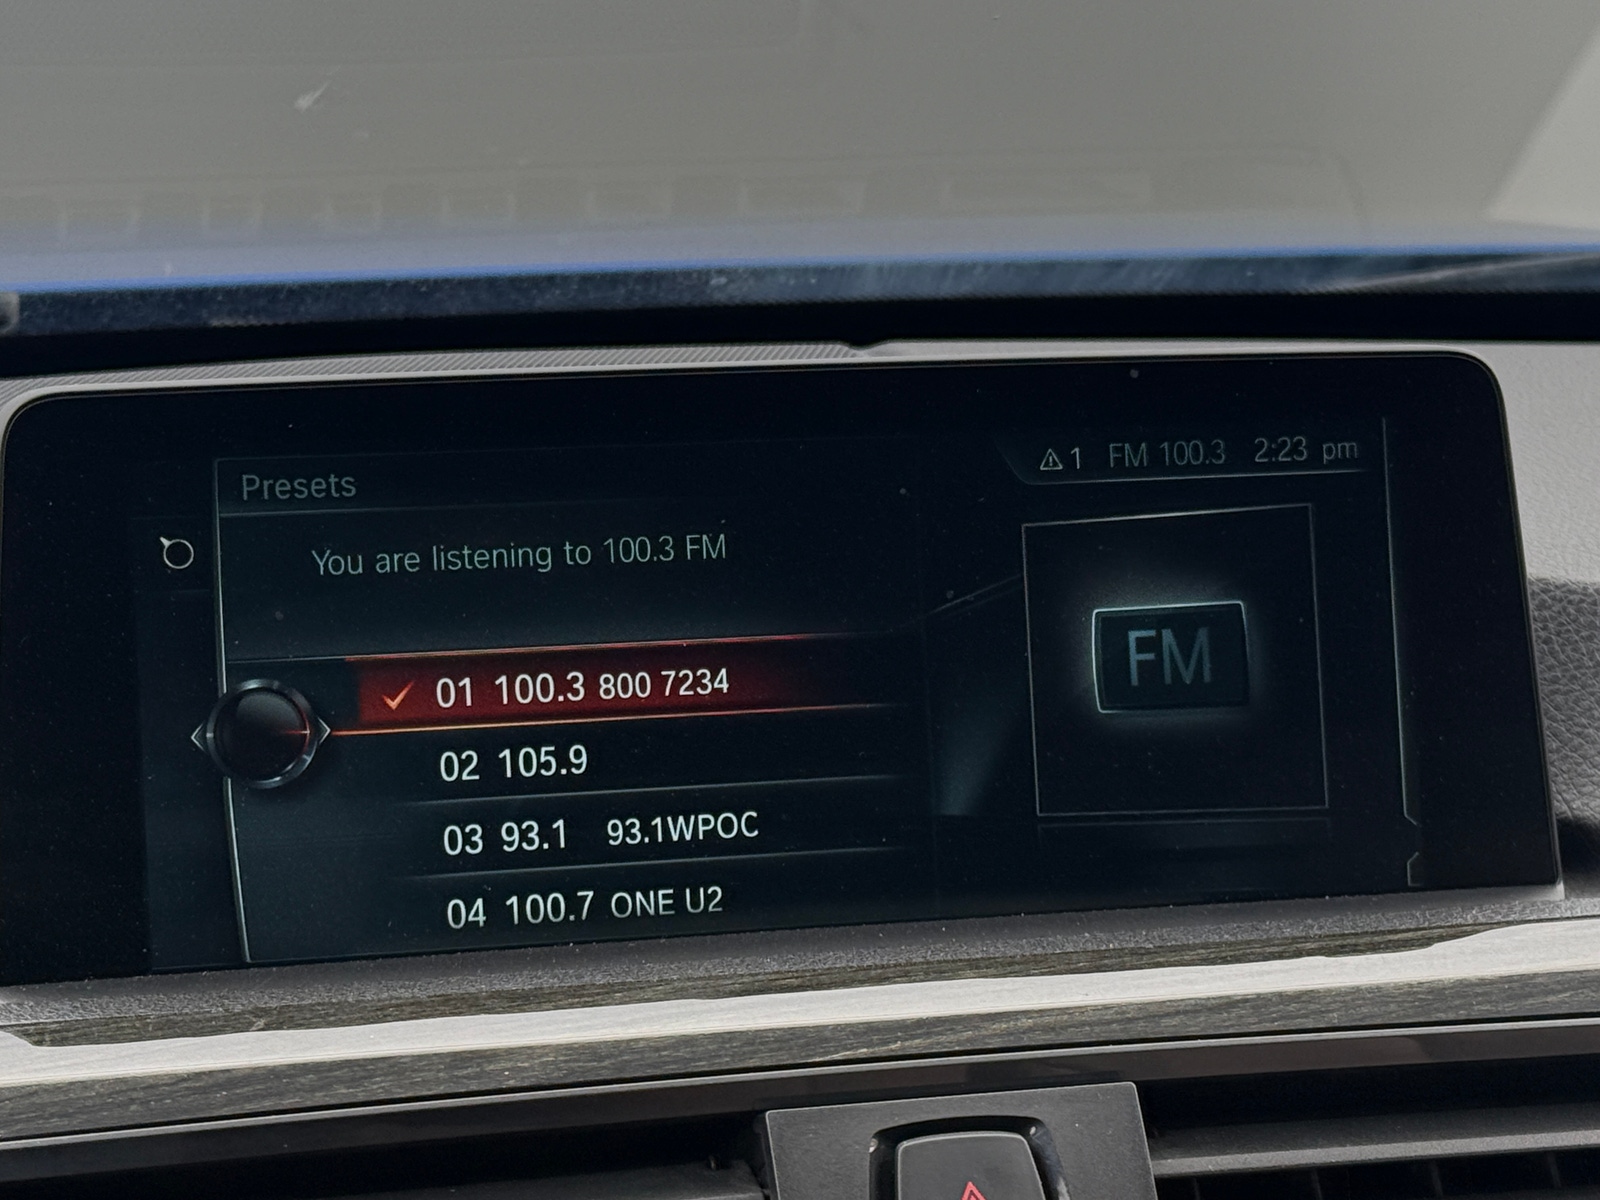 1 FM 100.3 2:23 pm
Presets
You are listening to 100.3 FM
01 100.3 800 7234
02 105.9
03 93.1 93.1WPOC
04 100.7 ONE U2
FM